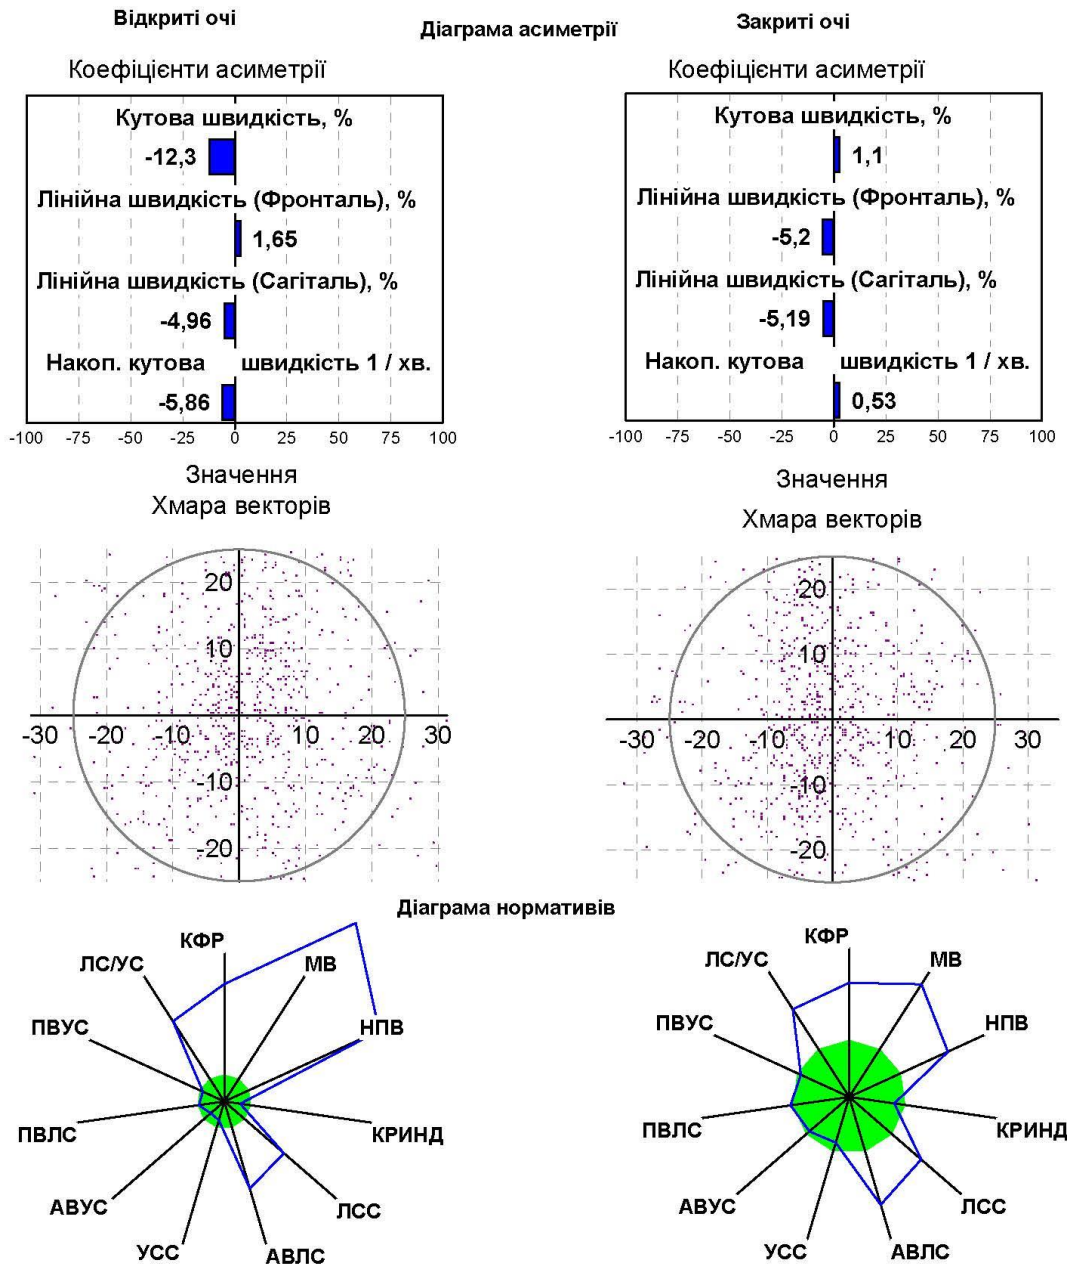 Відкриті очі
Діаграма асиметрії
Закриті очі
Коефіцієнти асиметрії
Кутова швидкість, %
-12,3
Лінійна швидкість (Фронталь), %
1,65
Лінійна швидкість (Сагіталь), %
-4,96
Накоп. кутова швидкість 1 / хв.
-5,86
-100 -75 -50 -25 0 25 50 75 100
Значення
Коефіцієнти асиметрії
Кутова швидкість, %
1,1
Лінійна швидкість (Фронталь), %
-5,2
Лінійна швидкість (Сагіталь), %
-5,19
Накоп. кутова швидкість 1 / хв.
0,53
-100 -75 -50 -25 0 25 50 75 100
Значення
Хмара векторів
20
10
-30 -20 -10 0 10 20 30
-10
-20
Хмара векторів
20
10
-30 -20 -10 0 10 20 30
-10
-20
Діаграма нормативів
КФР
ЛС/УС
МВ
ПВУС
НПВ
ПВЛС
КРИНД
АВУС
ЛСС
УСС
АВЛС
КФР
ЛС/УС
МВ
ПВУС
НПВ
ПВЛС
КРИНД
АВУС
ЛСС
УСС
АВЛС